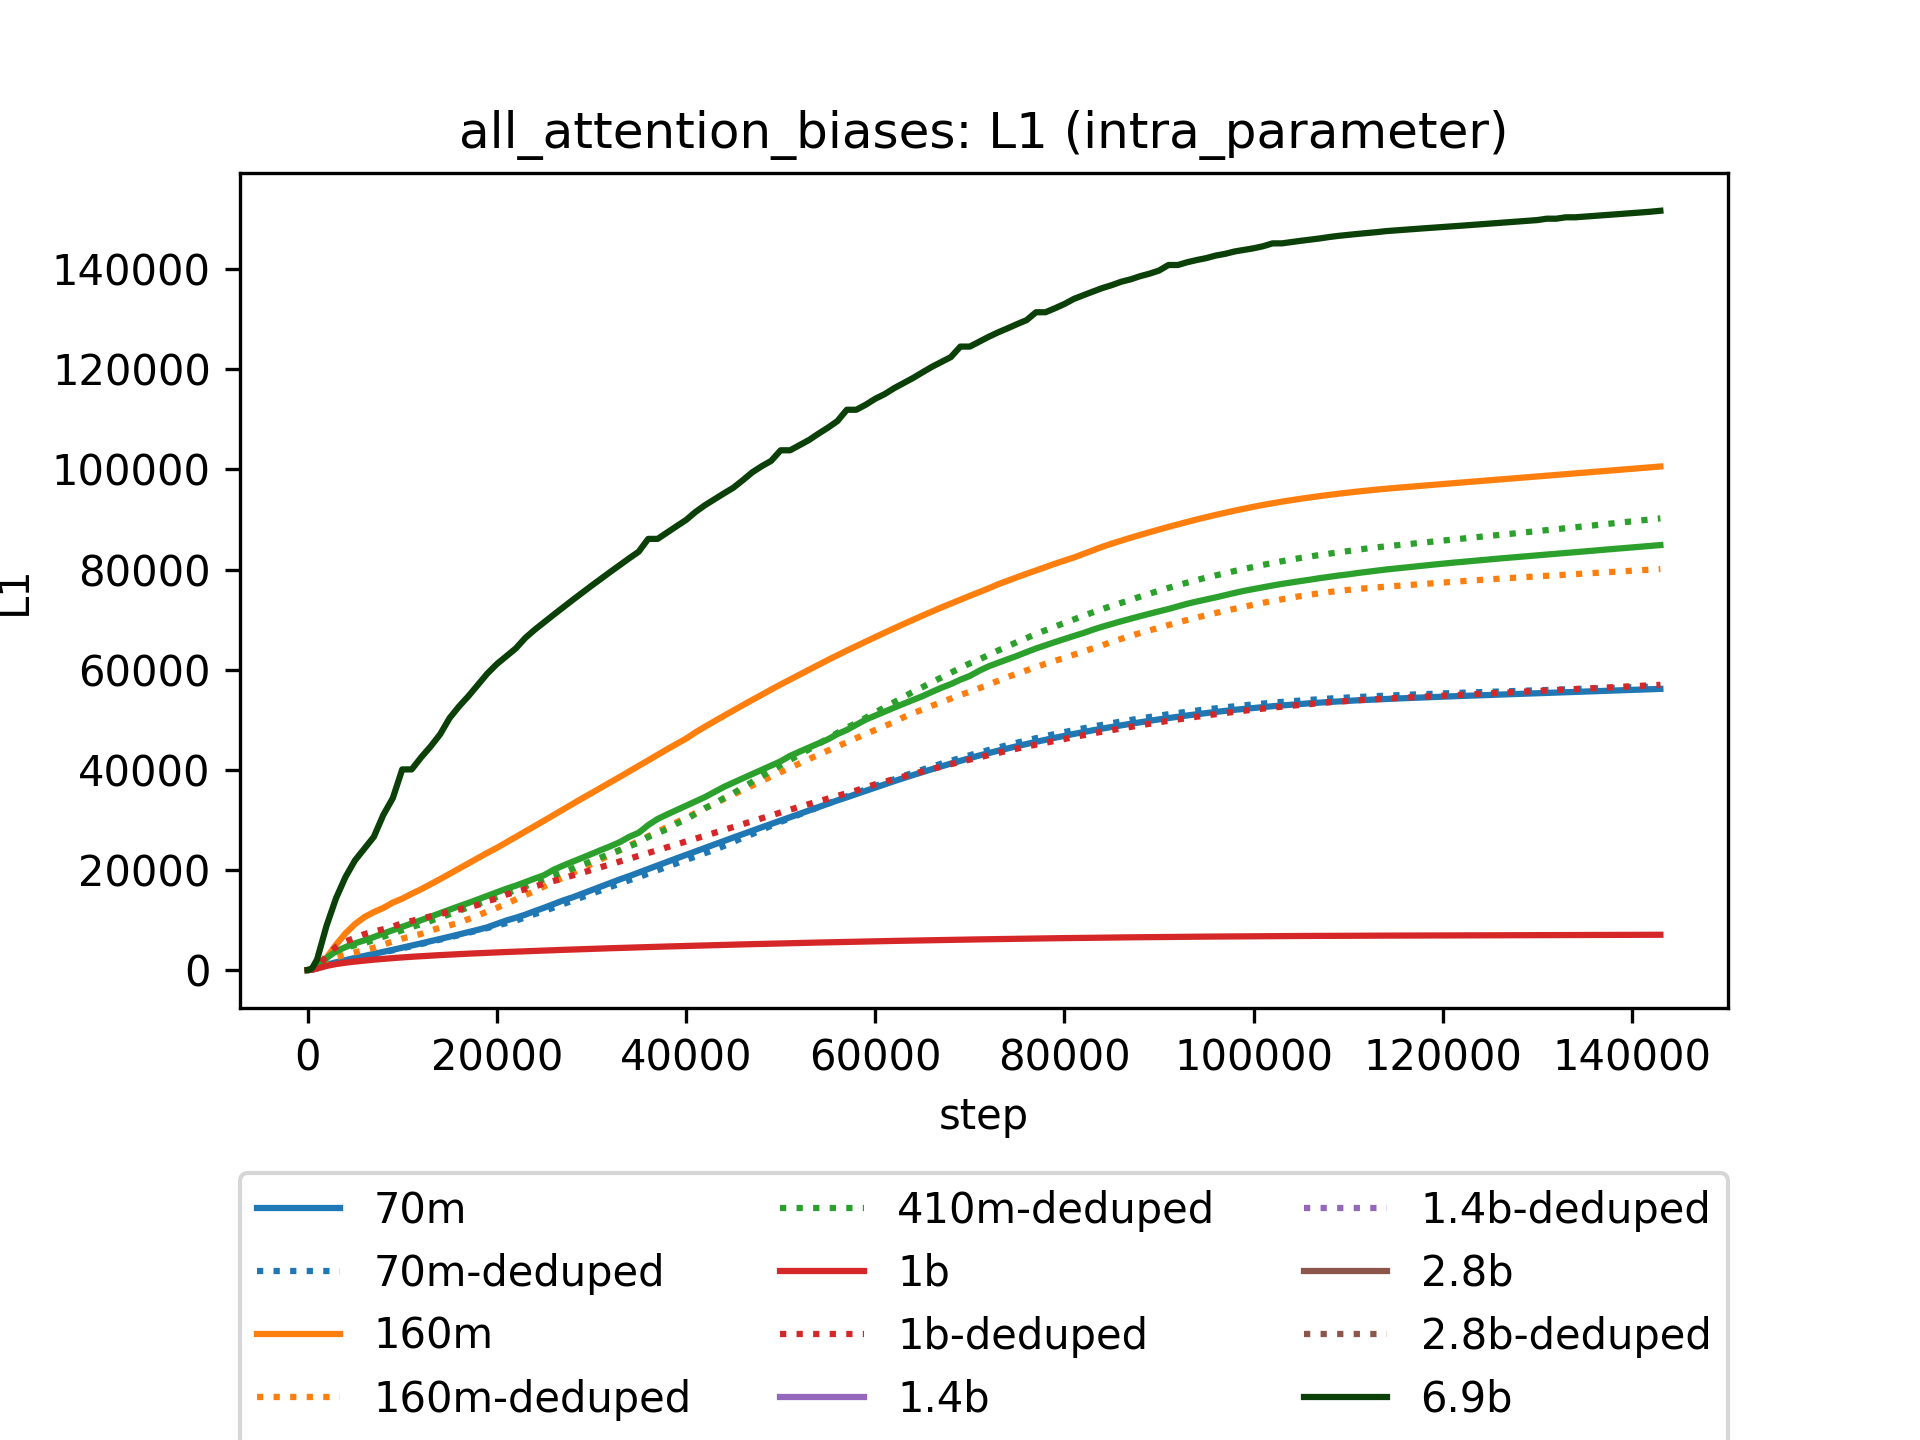 all_attention_biases: L1 (intra_parameter)
L1
140000
120000
100000
80000
60000
40000
20000
0
0 20000 40000 60000 80000 100000 120000 140000
step
70m
70m-deduped
160m
160m-deduped
410m-deduped
1b
1b-deduped
1.4b
1.4b-deduped
2.8b
2.8b-deduped
6.9b